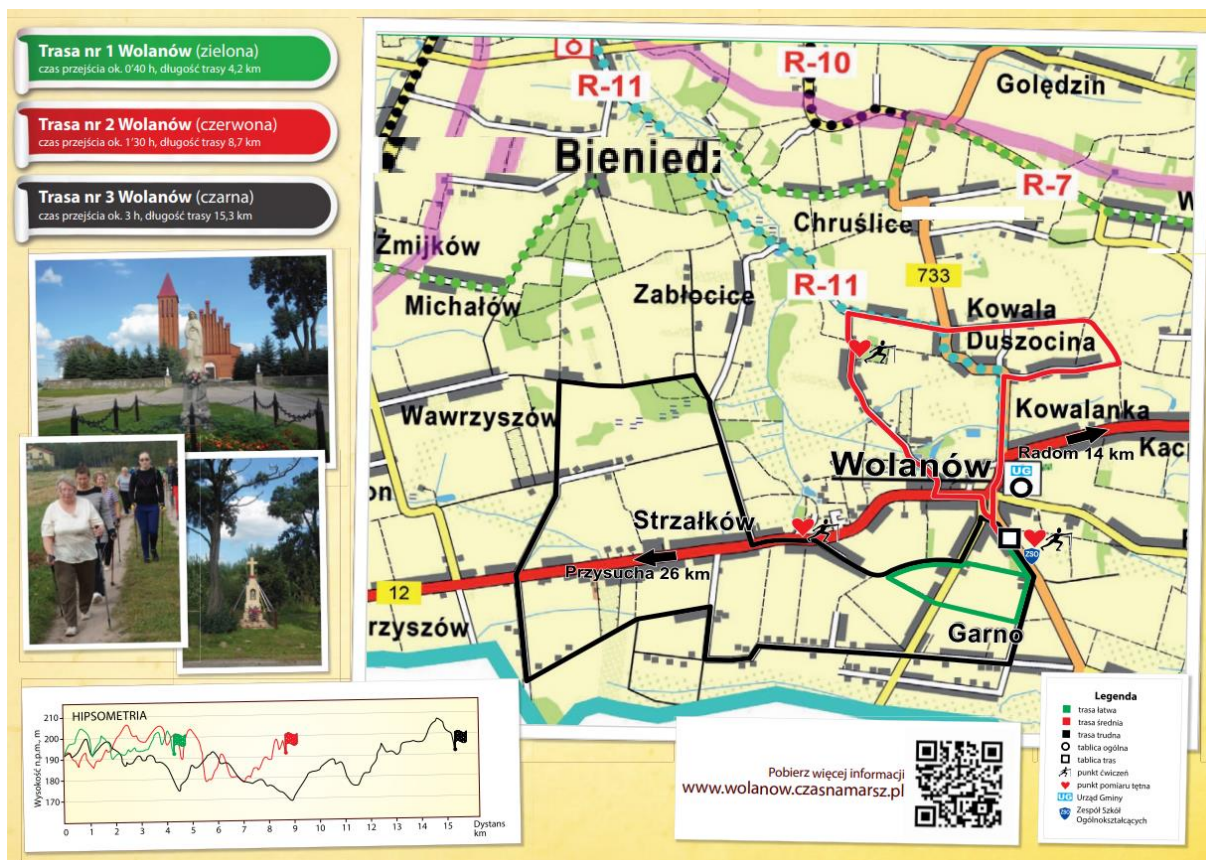 Trasa nr 1 Wolanów (zielona)
czas przejścia ok. 0'40 h, długość trasy 4,2 km
Trasa nr 2 Wolanów (czerwona)
czas przejścia ok. 1'30 h, długość trasy 8,7 km
Trasa nr 3 Wolanów (czarna)
czas przejścia ok. 3 h, długość trasy 15,3 km
R-11
R-10
Golędzin
Bieniedz
R-7
W
Chruślice
Żmijków
Michałów
Zabłocice
R-11
733
Kowala
Duszocina
Wawrzyszów
Kowalanka
Radom 14 km
Kacp
Wolanów
UG
on
Strzałków
Przysucha 26 km
ZSO
12
rzyszów
Garno
HIPSOMETRIA
Wysokość n.p.m., m
210
200
190
180
170
0 1 2 3 4 5 6 7 8 9 10 11 12 13 14 15
Dystans
km
Pobierz więcej informacji
www.wolanow.czasnamarsz.pl
Legenda
trasa łatwa
trasa średnia
trasa trudna
tablica ogólna
tablica tras
punkt ćwiczeń
punkt pomiaru tętna
UG Urząd Gminy
ZSO Zespół Szkół
Ogólnokształcących